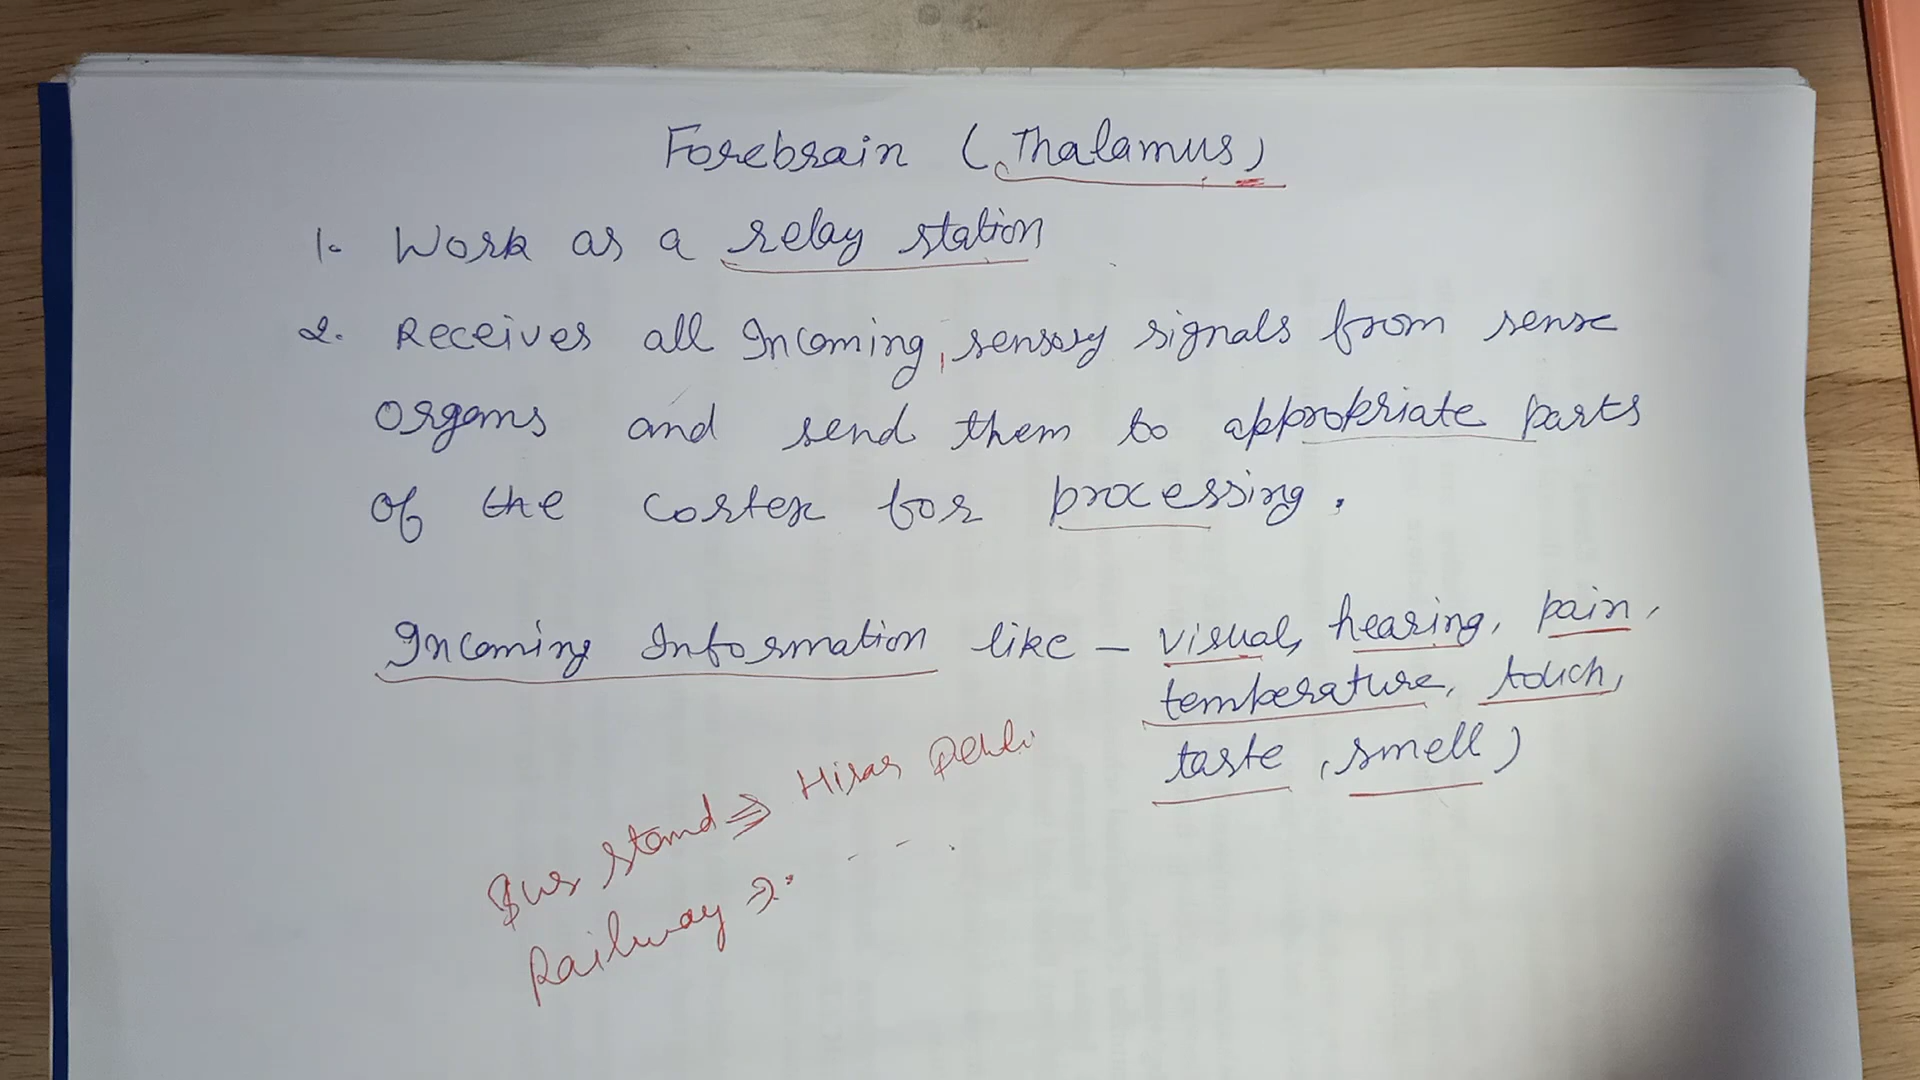 Forebrain (Thalamus)
1. Work as a relay station
2. Receives all Incoming, sensory signals from sense
organs and send them to appropriate parts
of the cortex for processing.
Incoming Information like - visual, hearing, pain,
temperature, touch,
taste, smell)
Bus stand ⇒ Hisar Dehli
Railway ⇒